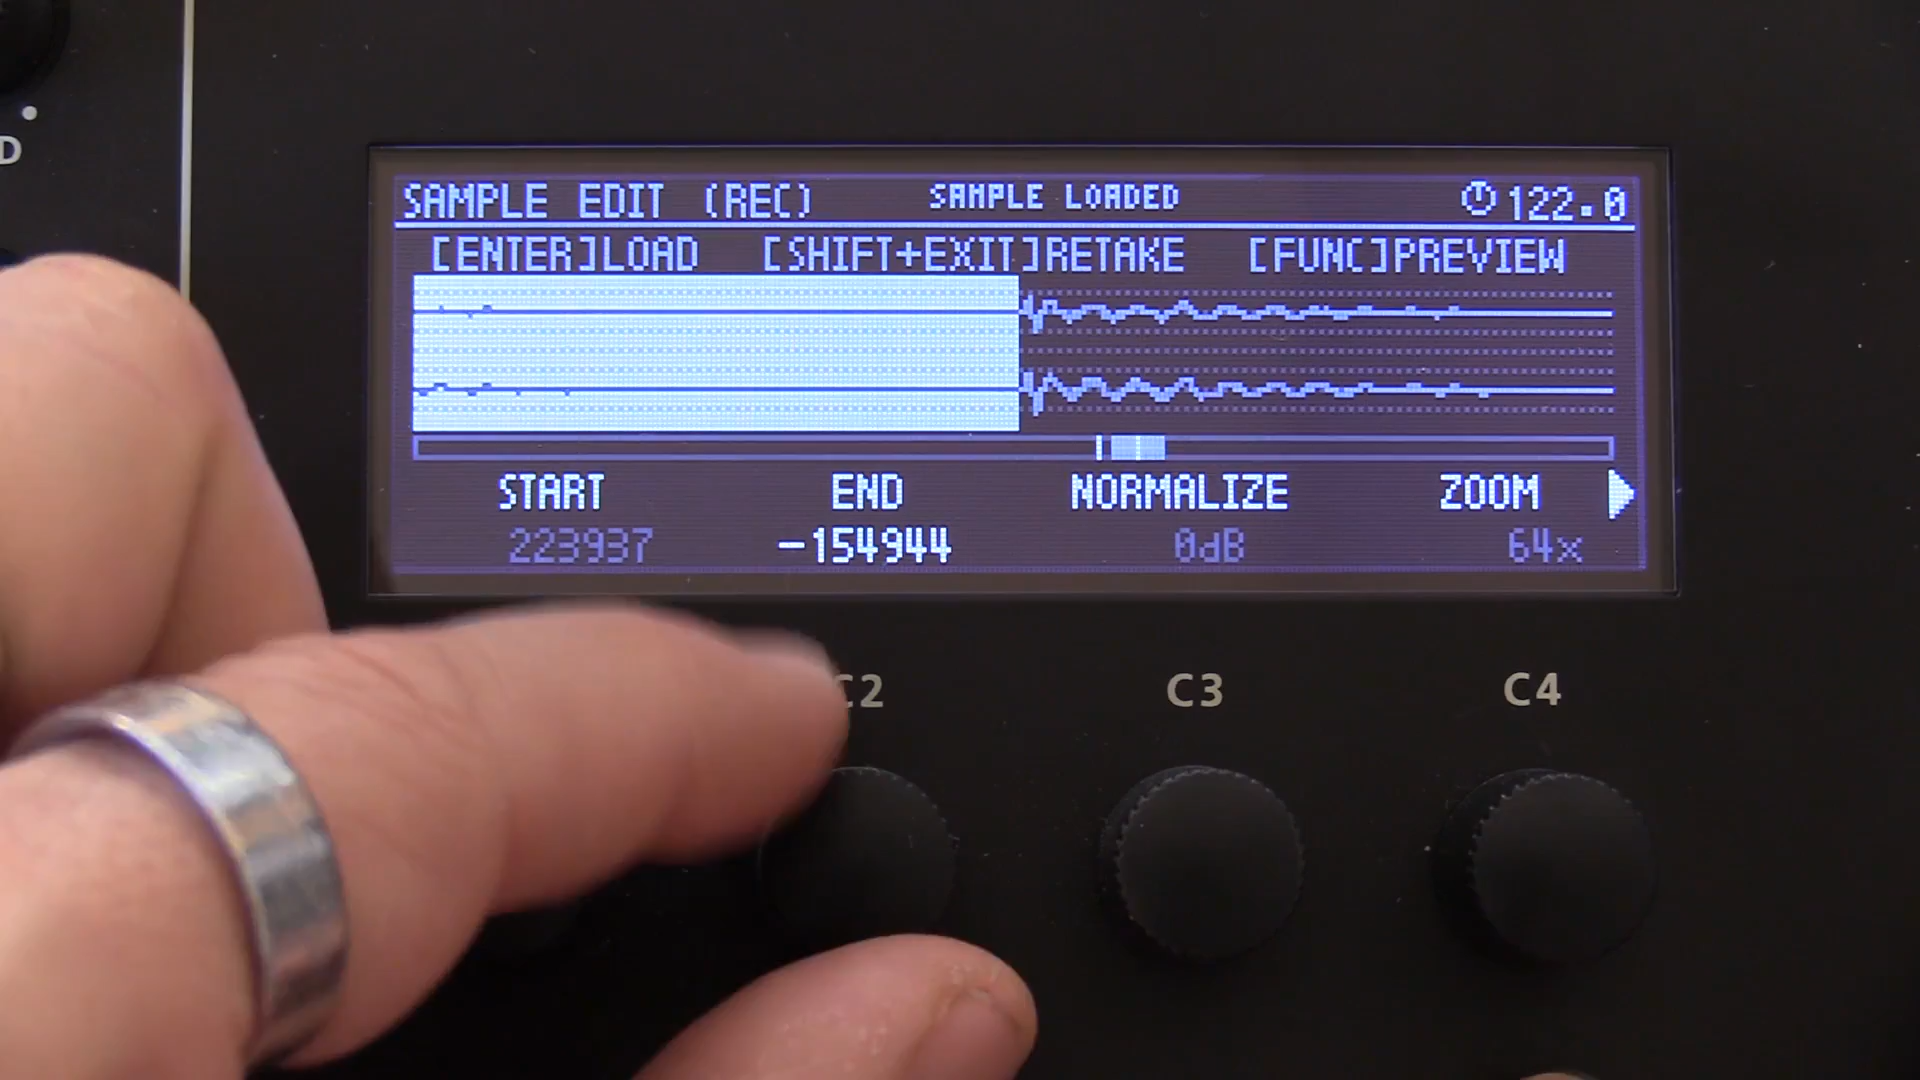 D
SAMPLE EDIT (REC) SAMPLE LOADED 122.0
[ENTER]LOAD [SHIFT+EXIT]RETAKE [FUNC]PREVIEW
START END NORMALIZE ZOOM
223937 -154944 0dB 64x
C2 C3 C4